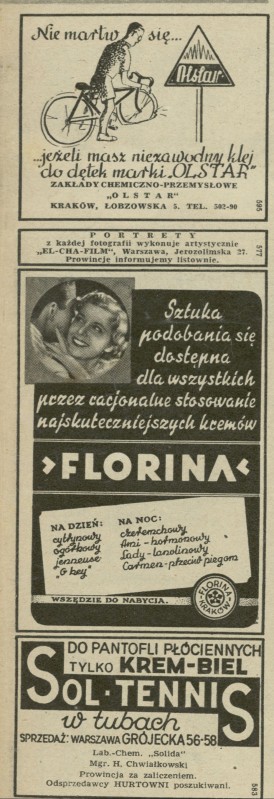 Nie martw się...
Olstar
...jeżeli masz niezawodny klej
do dętek marki „OLSTAR"
ZAKŁADY CHEMICZNO-PRZEMYSŁOWE
„OLSTAR"
KRAKÓW, ŁOBZOWSKA 5. TEL. 502-90
595
PORTRETY
z każdej fotografii wykonuje artystycznie
„EL-CHA-FILM", Warszawa, Jerozolimska 27.
Prowincję informujemy listownie.
577
Sztuka
podobania się
dostępna
dla wszystkich
przez racjonalne stosowanie
najskuteczniejszych kremów
>FLORINA<
NA DZIEŃ:
cytrynowy
ogórkowy
jenneuse
"O key"
NA NOC:
czeremchowy
Ami-hormonowy
Lady-lanolinowy
Carmen-przeciw piegom
WSZĘDZIE DO NABYCIA.
FLORINA
KRAKÓW
DO PANTOFLI PŁÓCIENNYCH
TYLKO KREM-BIEL
SOL-TENNIS
w tubach
SPRZEDAŻ: WARSZAWA GRÓJECKA 56-58
Lab.-Chem. „Solida"
Mgr. H. Chwiałkowski
Prowincja za zaliczeniem.
Odsprzedawcy HURTOWNI poszukiwani.
583